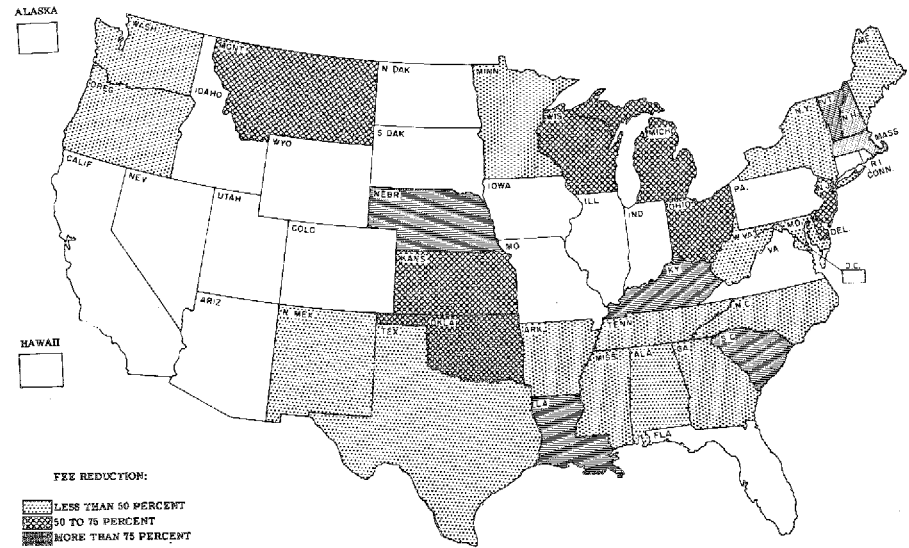 ALASKA
WASH
MONT
N DAK
MINN
ME
OREG
IDAHO
WIS
MICH
N.Y.
VT
N.H.
MASS
R I
CONN.
S DAK
WYO
CALIF
NEV
UTAH
NEBR
IOWA
PA.
COLO
ILL
IND
OHIO
N.J.
W VA
MD
DEL.
VA
D.C.
KANS
MO
KY
ARIZ
N MEX
OKLA
TEX
ARK
TENN
N.C.
S.C.
MISS
ALA
GA
LA
FLA
HAWAII
FEE REDUCTION:
LESS THAN 50 PERCENT
50 TO 75 PERCENT
MORE THAN 75 PERCENT